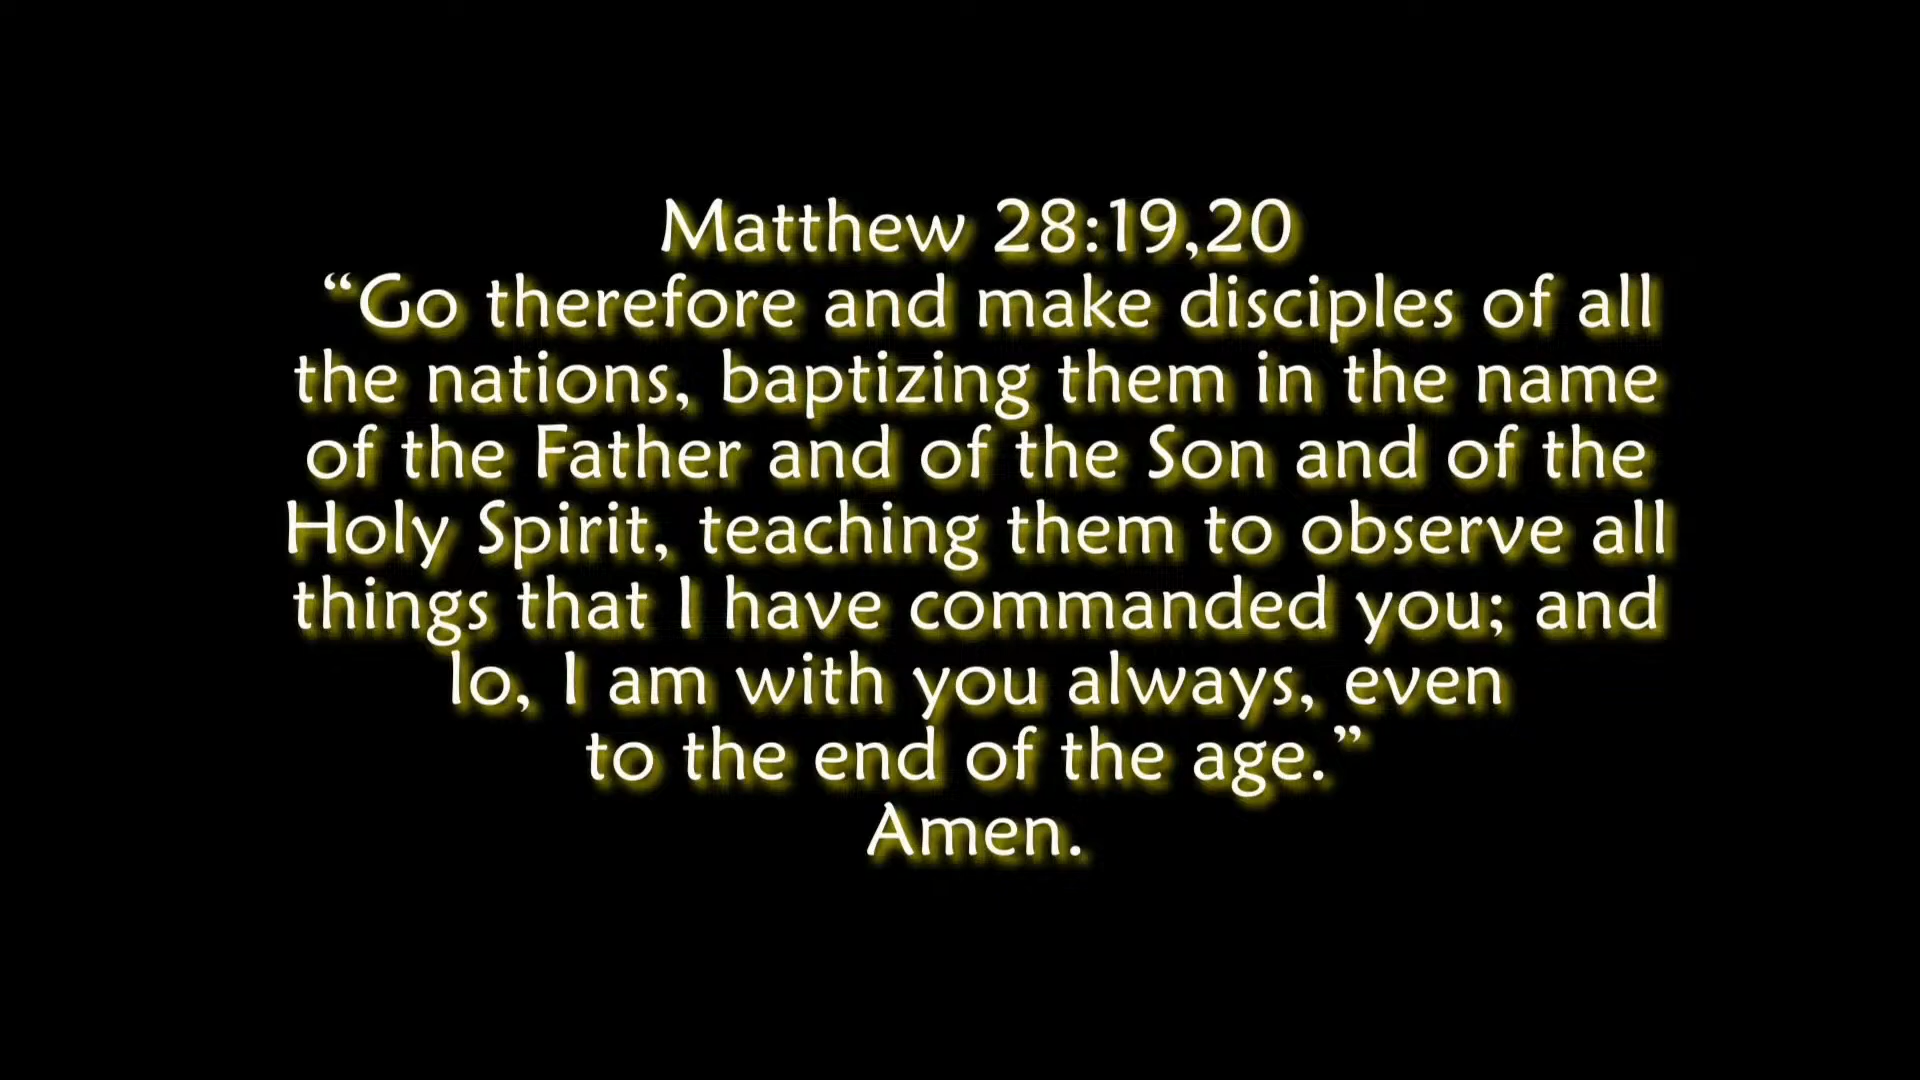 Matthew 28:19,20
“Go therefore and make disciples of all
the nations, baptizing them in the name
of the Father and of the Son and of the
Holy Spirit, teaching them to observe all
things that I have commanded you; and
lo, I am with you always, even
to the end of the age.”
Amen.